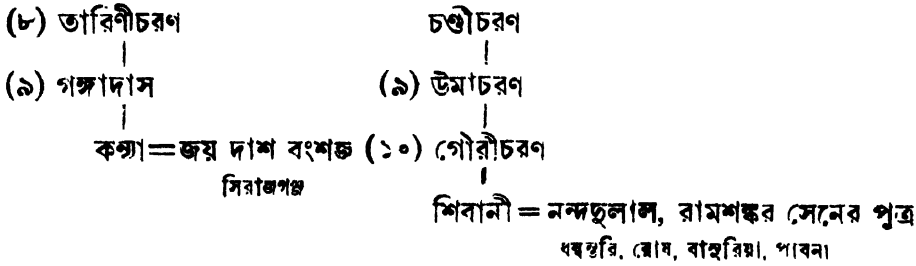 (৮) তারিণীচরণ চণ্ডীচরণ
(৯) গঙ্গাদাস (৯) উমাচরণ
কন্যা=জয় দাশ বংশজ (১০) গৌরীচরণ
সিরাজগঞ্জ
শিবানী=নন্দদুলাল, রামশঙ্কর সেনের পুত্র
ধন্বন্তরি, রোষ, বাঙ্গুরিয়া, পাবনা